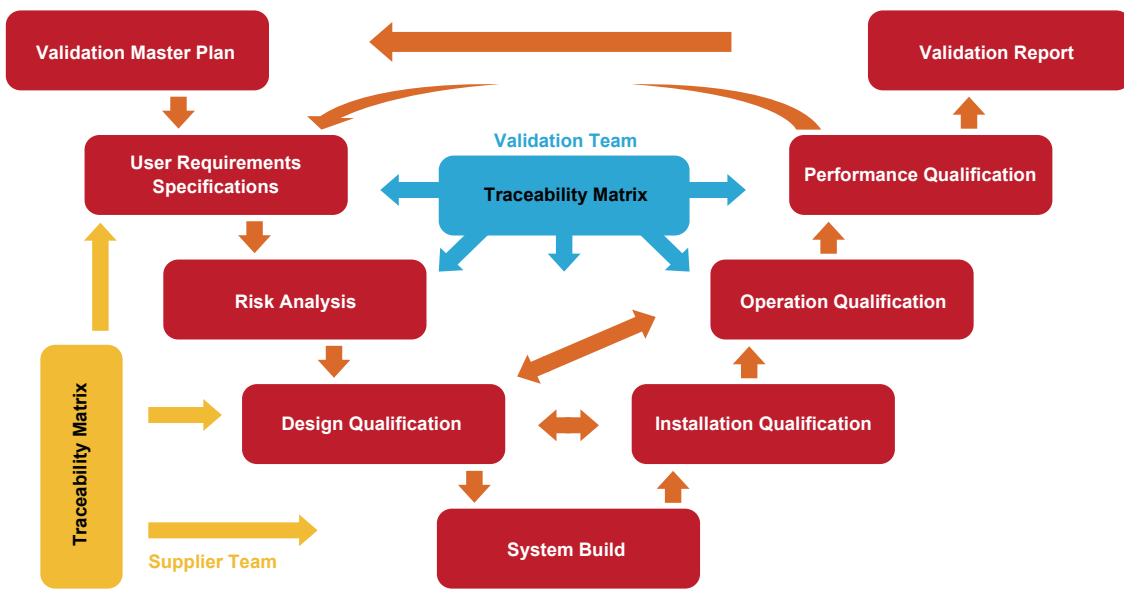 Validation Master Plan
Validation Report
User Requirements
Specifications
Validation Team
Traceability Matrix
Performance Qualification
Risk Analysis
Operation Qualification
Traceability Matrix
Design Qualification
Installation Qualification
System Build
Supplier Team